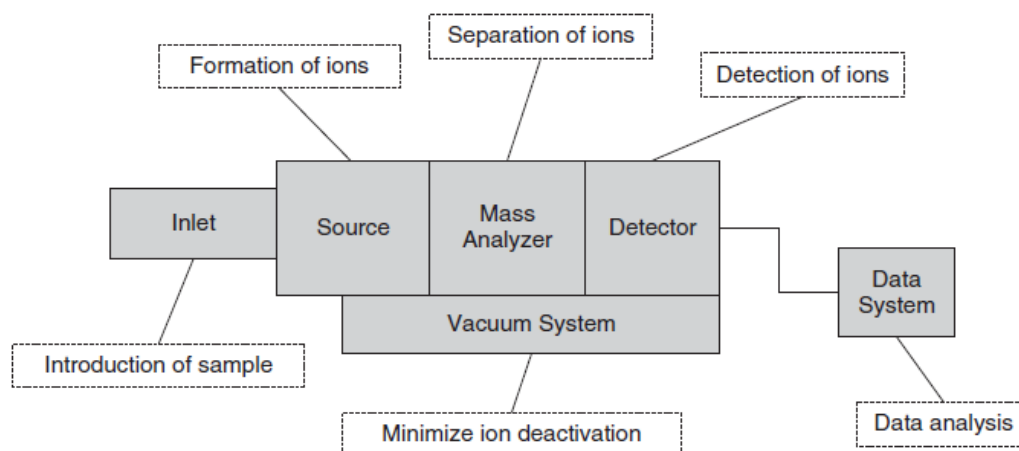 Separation of ions
Formation of ions
Detection of ions
Inlet
Source
Mass
Analyzer
Detector
Data
System
Vacuum System
Introduction of sample
Minimize ion deactivation
Data analysis